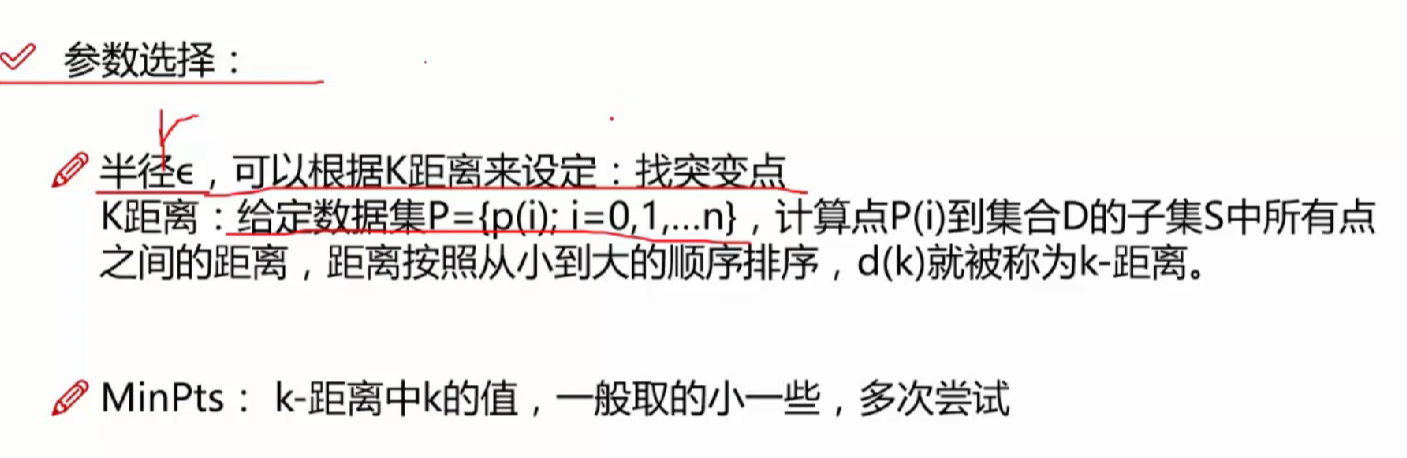 参数选择：
r
半径ϵ，可以根据K距离来设定：找突变点
K距离：给定数据集P={p(i); i=0,1,…n}，计算点P(i)到集合D的子集S中所有点
之间的距离，距离按照从小到大的顺序排序，d(k)就被称为k-距离。
MinPts： k-距离中k的值，一般取的小一些，多次尝试